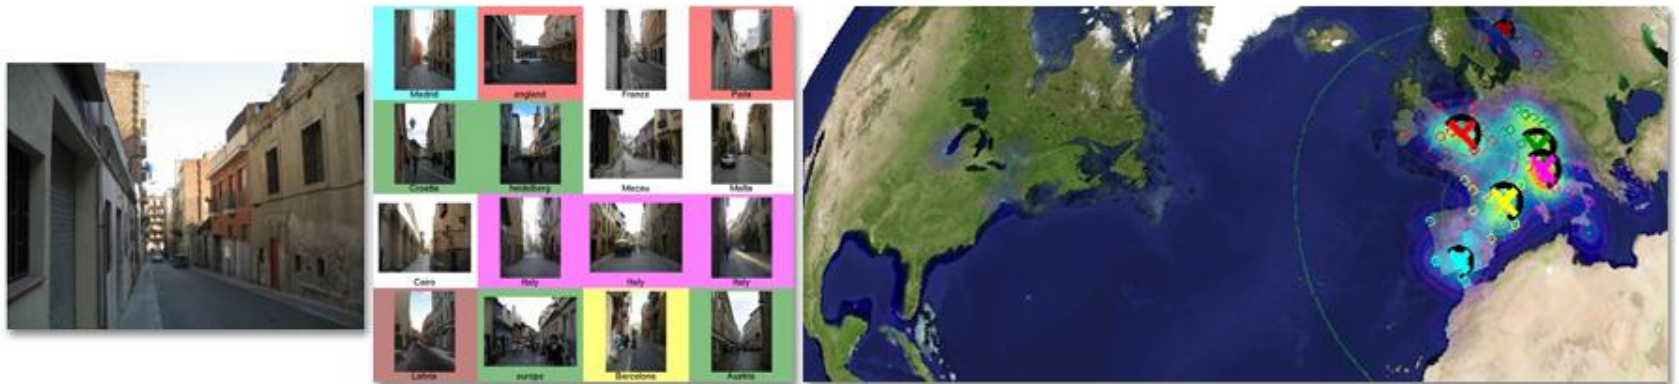 Madrid england France Paris
Croatia heidelberg Macau Malta
Cairo Italy Italy Italy
Latvia europe Barcelona Austria